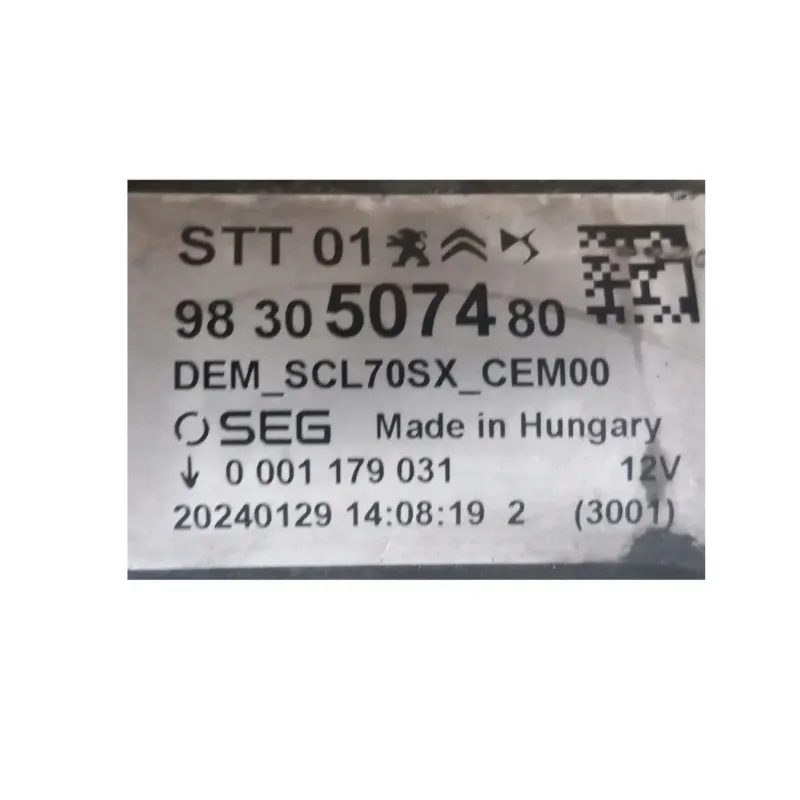 STT 01
98 30 5074 80
DEM_SCL70SX_CEM00
SEG Made in Hungary
↓ 0 001 179 031 12V
20240129 14:08:19 2 (3001)